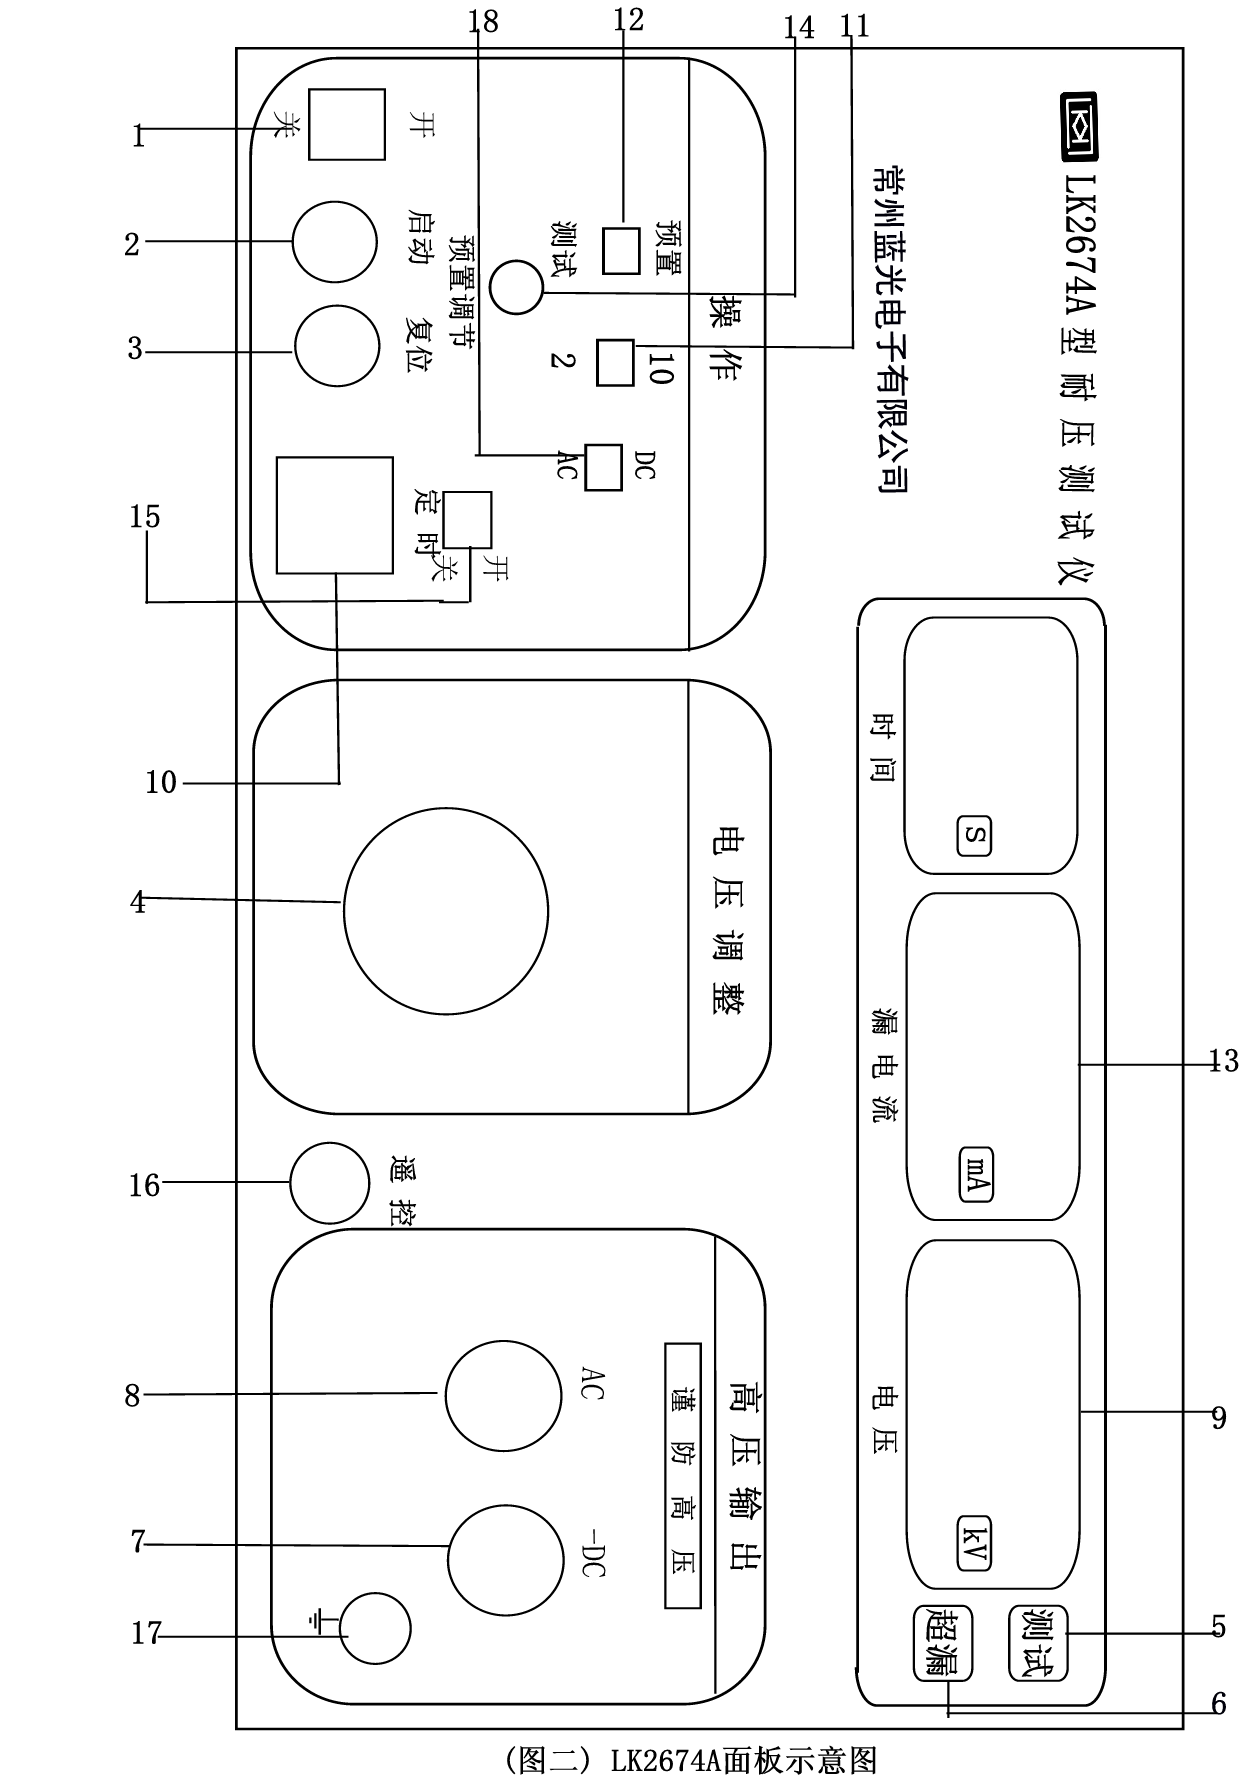 18
12
14
11
1
2
3
15
10
4
16
8
7
17
13
9
5
6
LK2674A型耐压测试仪
常州蓝光电子有限公司
时间
S
漏电流
mA
电压
kV
测试
超漏
操作
预置
测试
10
2
DC
AC
预置调节
开
关
启动
复位
定时
开
关
电压调整
遥控
高压输出
谨防高压
AC
-DC
(图二) LK2674A面板示意图